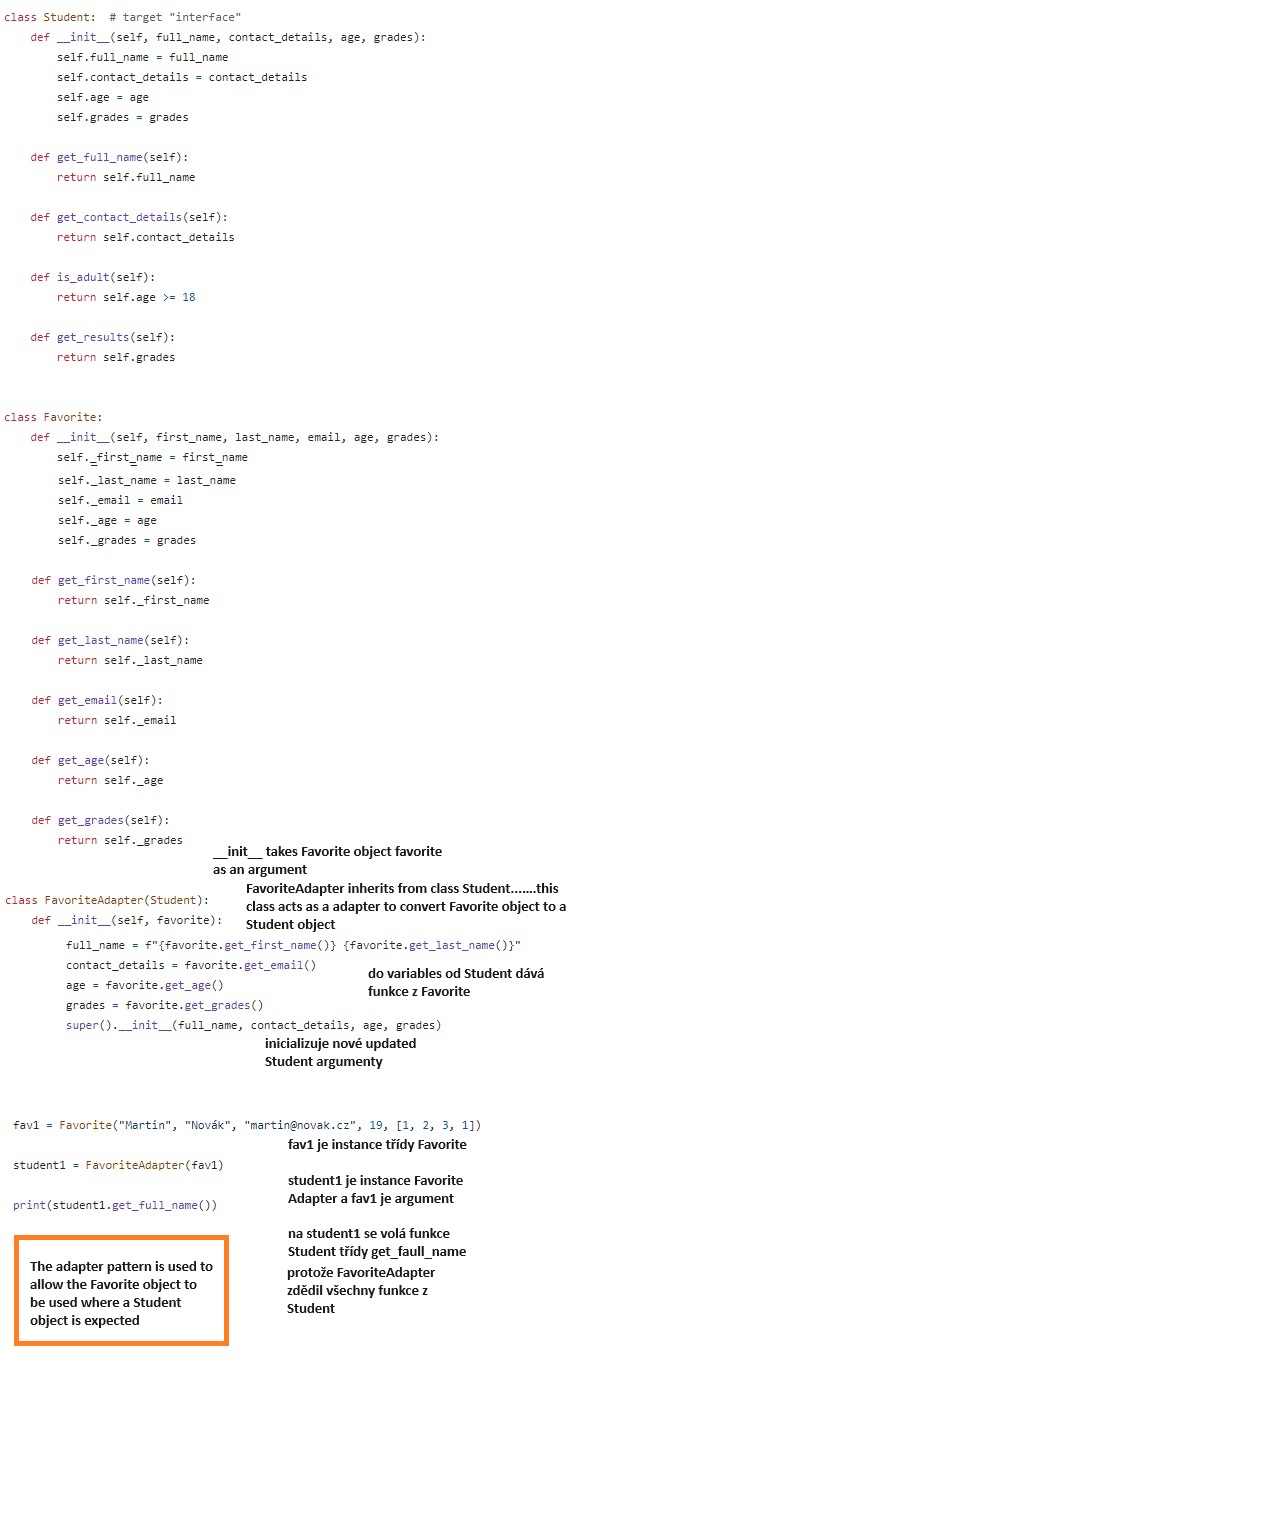 class Student:  # target "interface"
    def __init__(self, full_name, contact_details, age, grades):
        self.full_name = full_name
        self.contact_details = contact_details
        self.age = age
        self.grades = grades
    def get_full_name(self):
        return self.full_name
    def get_contact_details(self):
        return self.contact_details
    def is_adult(self):
        return self.age >= 18
    def get_results(self):
        return self.grades
class Favorite:
    def __init__(self, first_name, last_name, email, age, grades):
        self._first_name = first_name
        self._last_name = last_name
        self._email = email
        self._age = age
        self._grades = grades
    def get_first_name(self):
        return self._first_name
    def get_last_name(self):
        return self._last_name
    def get_email(self):
        return self._email
    def get_age(self):
        return self._age
    def get_grades(self):
        return self._grades
__init__ takes Favorite object favorite
as an argument
class FavoriteAdapter(Student):
FavoriteAdapter inherits from class Student.......this
class acts as a adapter to convert Favorite object to a
Student object
    def __init__(self, favorite):
        full_name = f"{favorite.get_first_name()} {favorite.get_last_name()}"
        contact_details = favorite.get_email()
        age = favorite.get_age()
        grades = favorite.get_grades()
do variables od Student dává
funkce z Favorite
        super().__init__(full_name, contact_details, age, grades)
inicializuje nové updated
Student argumenty
fav1 = Favorite("Martin", "Novák", "martin@novak.cz", 19, [1, 2, 3, 1])
fav1 je instance třídy Favorite
student1 = FavoriteAdapter(fav1)
student1 je instance Favorite
Adapter a fav1 je argument
print(student1.get_full_name())
na student1 se volá funkce
Student třídy get_faull_name
protože FavoriteAdapter
zdědil všechny funkce z
Student
The adapter pattern is used to
allow the Favorite object to
be used where a Student
object is expected